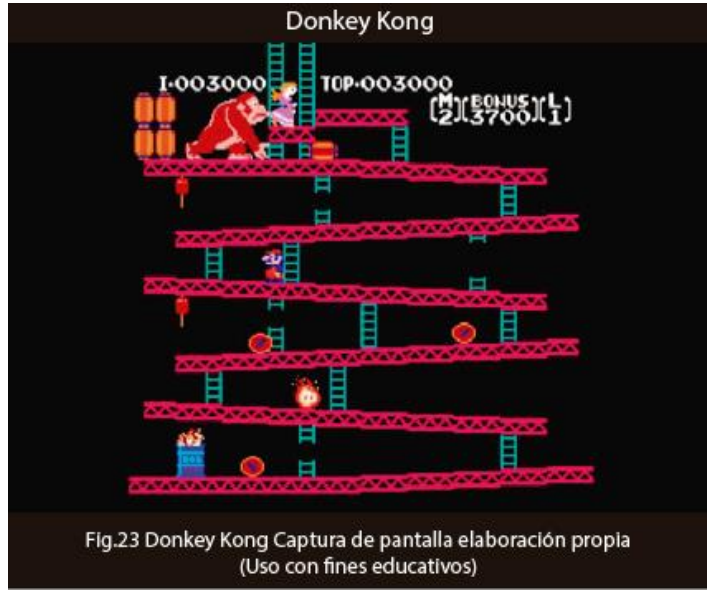 Donkey Kong
I-003000 TOP-003000
[M][BONUS][L]
[2][3700][1]
Fig.23 Donkey Kong Captura de pantalla elaboración propia
(Uso con fines educativos)